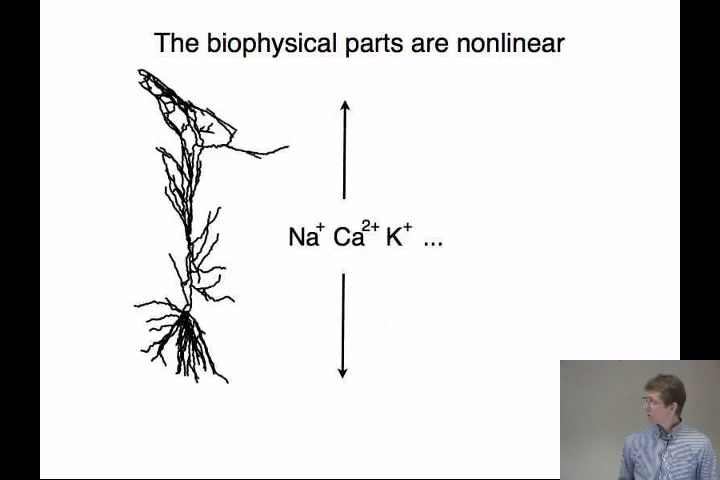 The biophysical parts are nonlinear
Na⁺ Ca²⁺ K⁺ ...